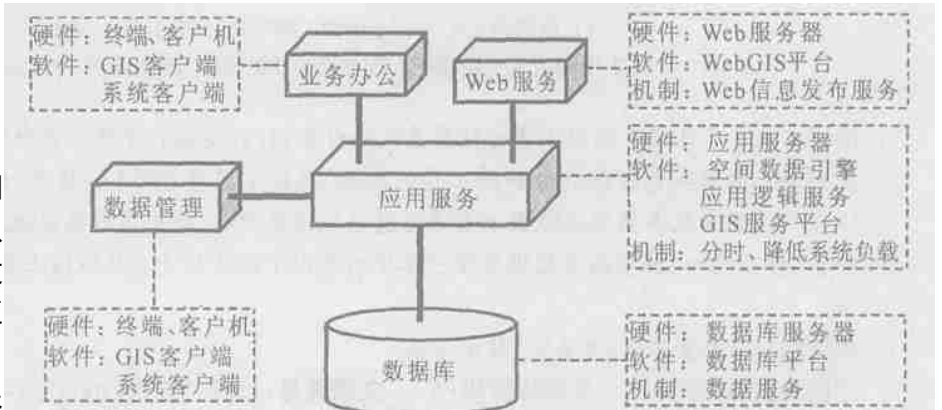 硬件：终端、客户机
软件：GIS客户端
系统客户端
业务办公
Web服务
硬件：Web服务器
软件：WebGIS平台
机制：Web信息发布服务
数据管理
应用服务
硬件：应用服务器
软件：空间数据引擎
应用逻辑服务
GIS服务平台
机制：分时、降低系统负载
硬件：终端、客户机
软件：GIS客户端
系统客户端
数据库
硬件：数据库服务器
软件：数据库平台
机制：数据服务